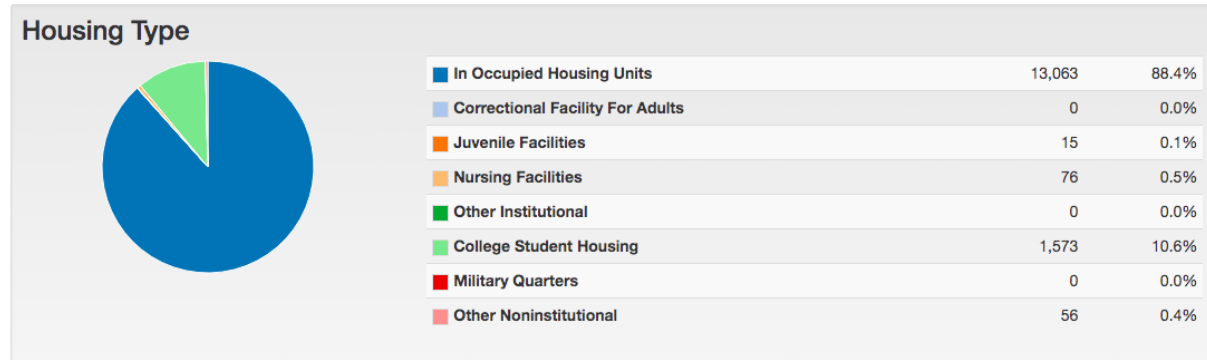 Housing Type
In Occupied Housing Units 13,063 88.4%
Correctional Facility For Adults 0 0.0%
Juvenile Facilities 15 0.1%
Nursing Facilities 76 0.5%
Other Institutional 0 0.0%
College Student Housing 1,573 10.6%
Military Quarters 0 0.0%
Other Noninstitutional 56 0.4%